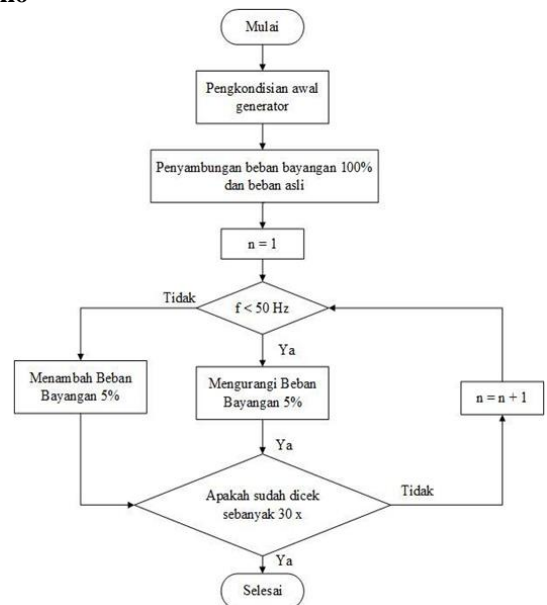 Mulai
Pengkondisian awal
generator
Penyambungan beban bayangan 100%
dan beban asli
n = 1
Tidak
f < 50 Hz
Ya
Menambah Beban
Bayangan 5%
Mengurangi Beban
Bayangan 5%
n = n + 1
Ya
Apakah sudah dicek
sebanyak 30 x
Tidak
Ya
Selesai